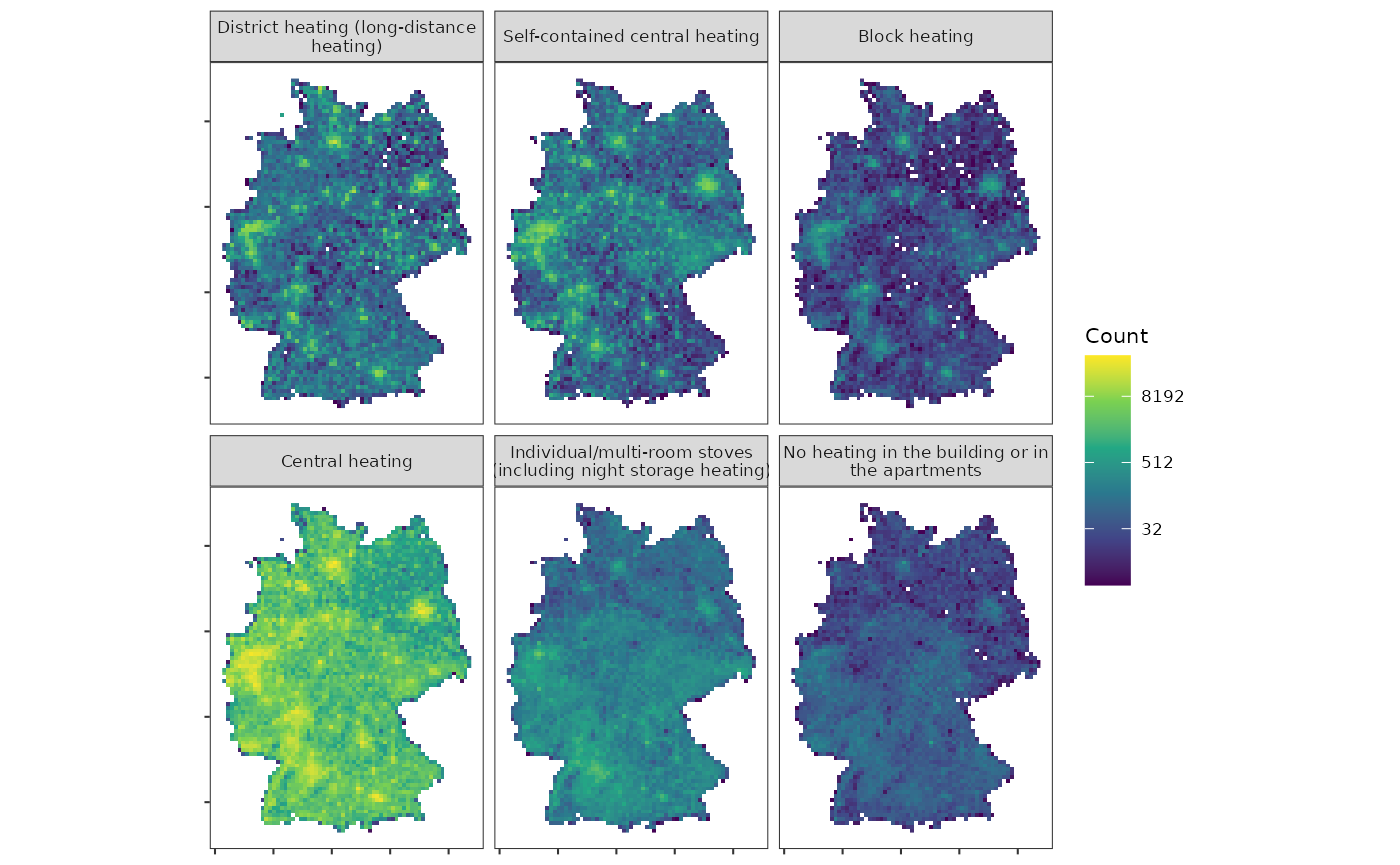 District heating (long-distance
heating)
Self-contained central heating
Block heating
Central heating
Individual/multi-room stoves
(including night storage heating)
No heating in the building or in
the apartments
Count
8192
512
32